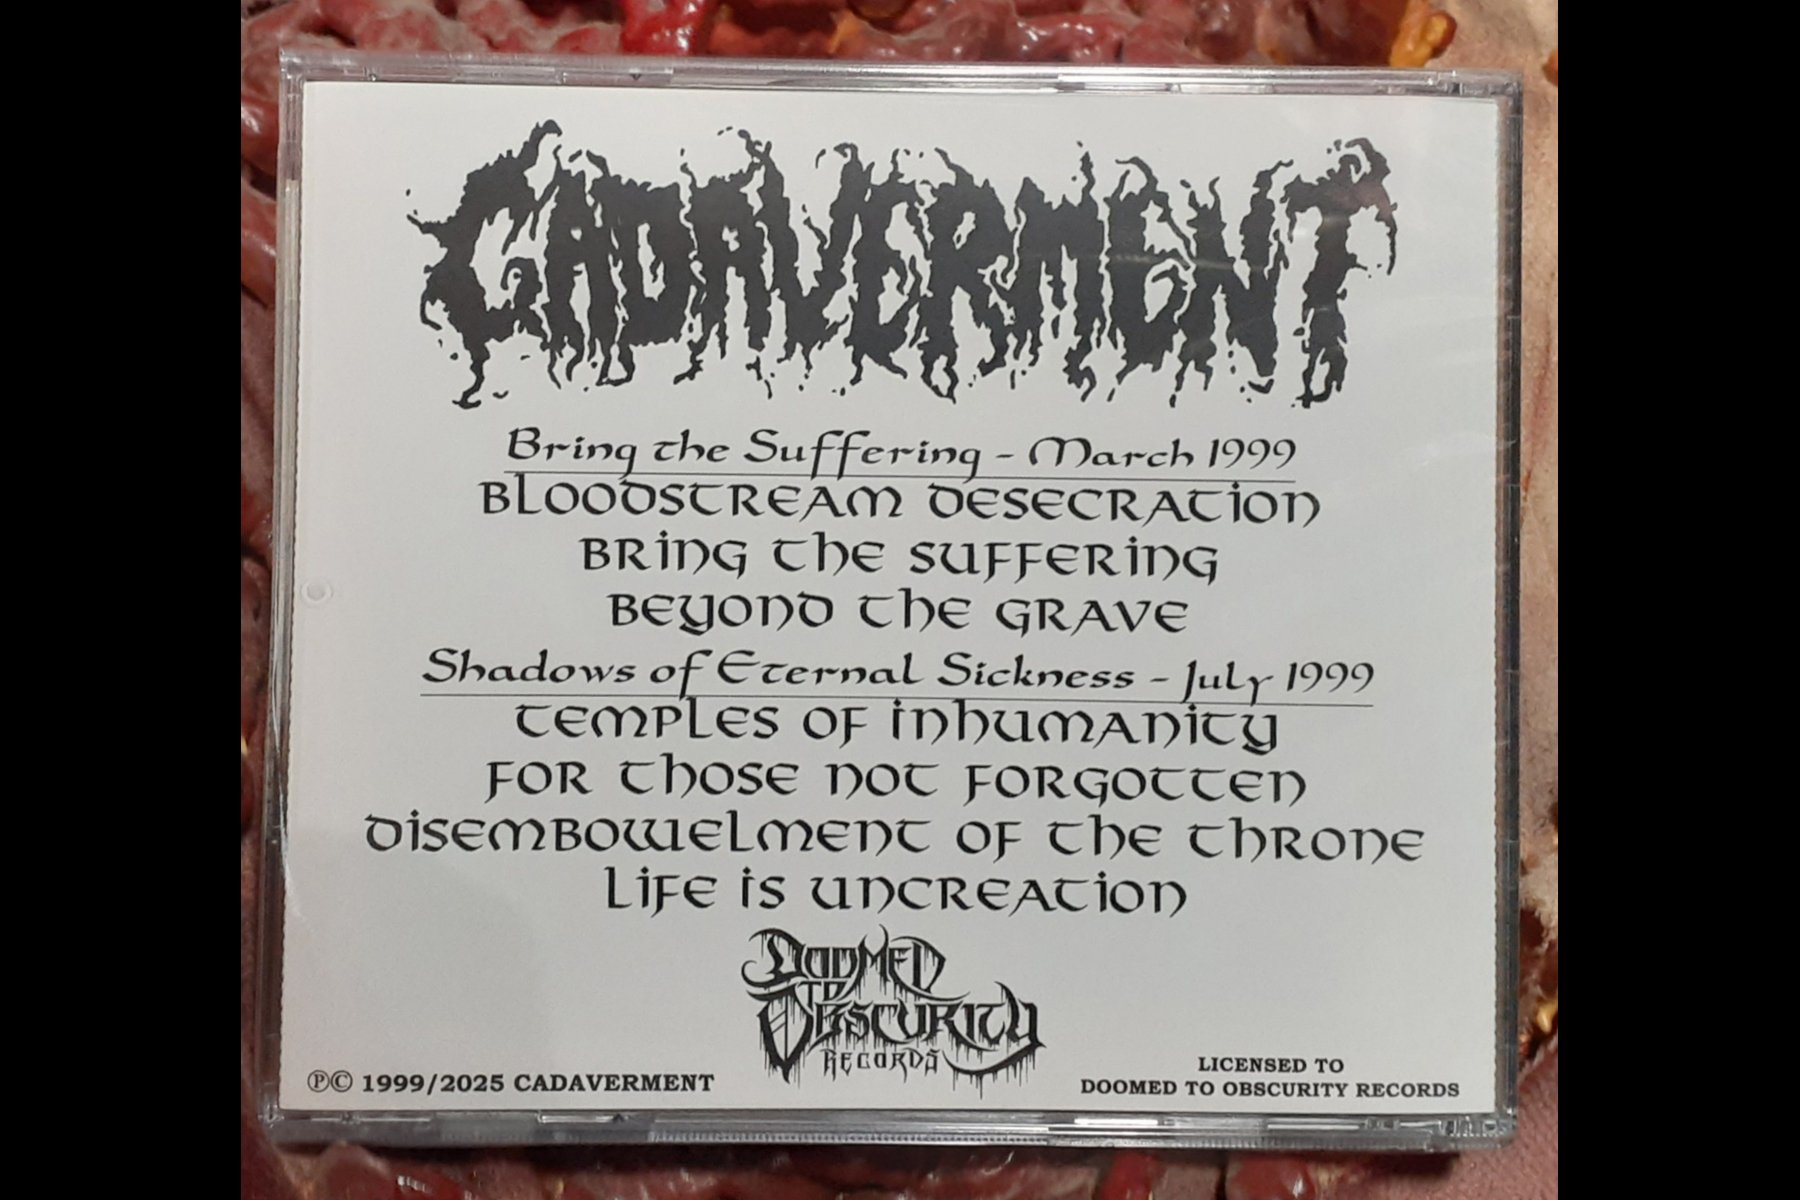 CADAVERMENT
Bring the Suffering - March 1999
BLOODSTREAM DESECRATION
BRING THE SUFFERING
BEYOND THE GRAVE
Shadows of Eternal Sickness - July 1999
TEMPLES OF INHUMANITY
FOR THOSE NOT FORGOTTEN
DISEMBOWELMENT OF THE THRONE
LIFE IS UNCREATION
DOOMED
TO
OBSCURITY
RECORDS
℗© 1999/2025 CADAVERMENT
LICENSED TO
DOOMED TO OBSCURITY RECORDS